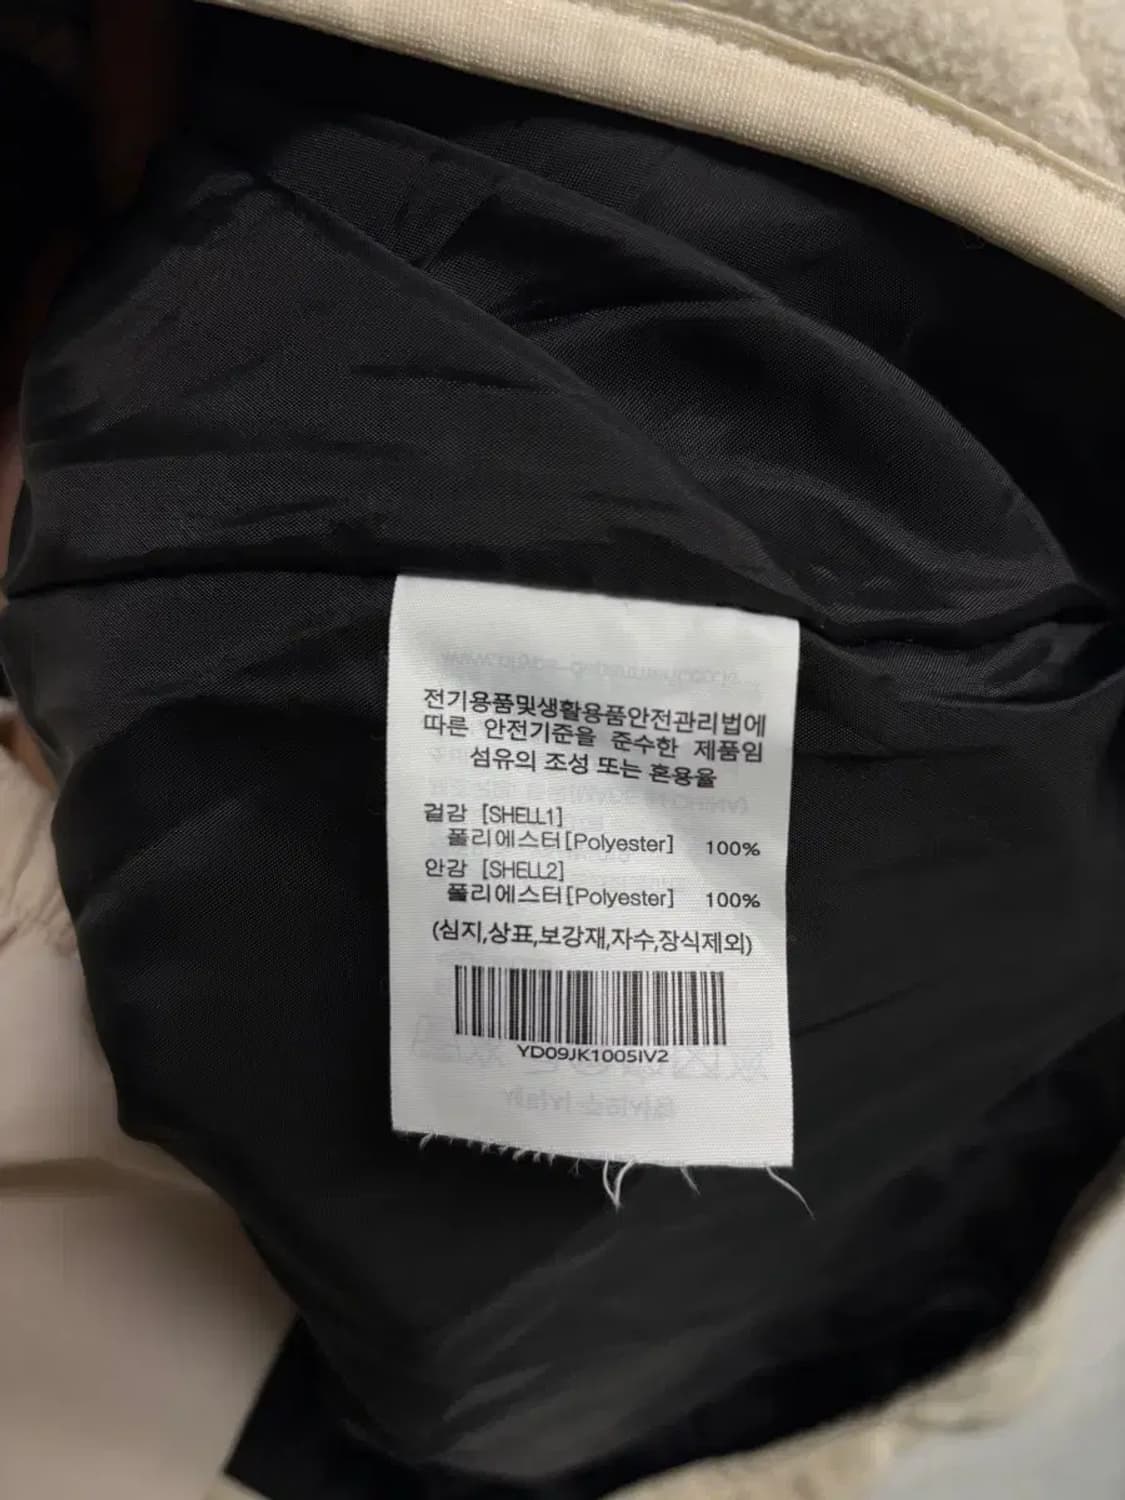 전기용품및생활용품안전관리법에
따른 안전기준을 준수한 제품임
섬유의 조성 또는 혼용율
겉감 [SHELL1]
폴리에스터[Polyester] 100%
안감 [SHELL2]
폴리에스터[Polyester] 100%
(심지,상표,보강재,자수,장식제외)
YD09JK1005IV2